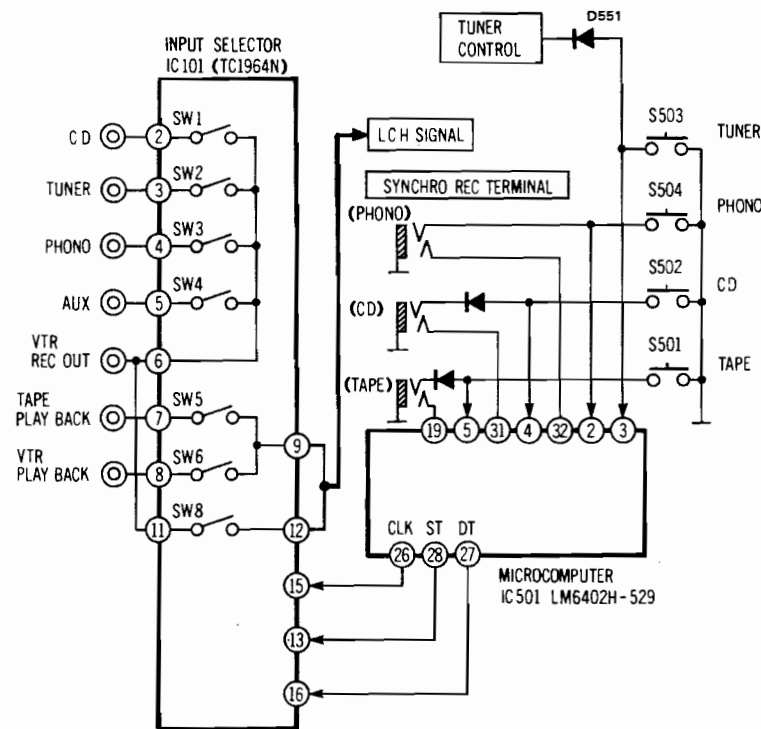 INPUT SELECTOR
IC101 (TC1964N)
TUNER
CONTROL
D551
CD
2
SW1
TUNER
3
SW2
PHONO
4
SW3
AUX
5
SW4
VTR
REC OUT
6
TAPE
PLAY BACK
7
SW5
VTR
PLAY BACK
8
SW6
9
11
SW8
12
15
13
16
LCH SIGNAL
SYNCHRO REC TERMINAL
(PHONO)
(CD)
(TAPE)
S503
TUNER
S504
PHONO
S502
CD
S501
TAPE
19 5 31 4 32 2 3
CLK ST DT
26 28 27
MICROCOMPUTER
IC501 LM6402H-529